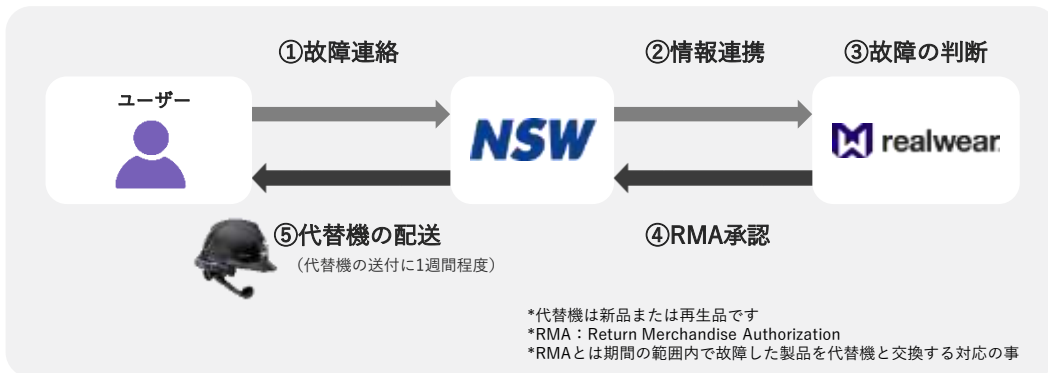 ①故障連絡
②情報連携
③故障の判断
ユーザー
NSW
realwear
⑤代替機の配送
④RMA承認
（代替機の送付に1週間程度）
*代替機は新品または再生品です
*RMA：Return Merchandise Authorization
*RMAとは期間の範囲内で故障した製品を代替機と交換する対応の事